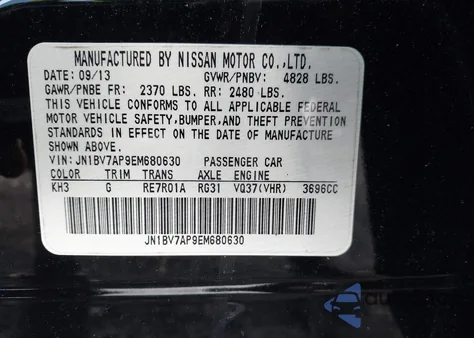 MANUFACTURED BY NISSAN MOTOR CO.,LTD.
DATE: 09/13 GVWR/PNBV: 4828 LBS.
GAWR/PNBE FR: 2370 LBS. RR: 2480 LBS.
THIS VEHICLE CONFORMS TO ALL APPLICABLE FEDERAL
MOTOR VEHICLE SAFETY,BUMPER,AND THEFT PREVENTION
STANDARDS IN EFFECT ON THE DATE OF MANUFACTURE
SHOWN ABOVE.
VIN: JN1BV7AP9EM680630 PASSENGER CAR
COLOR TRIM TRANS AXLE ENGINE
KH3 G RE7R01A RG31 VQ37(VHR) 3696CC
JN1BV7AP9EM680630